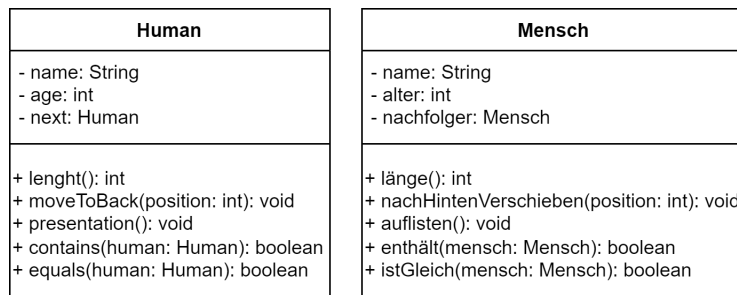 Human
- name: String
- age: int
- next: Human
+ lenght(): int
+ moveToBack(position: int): void
+ presentation(): void
+ contains(human: Human): boolean
+ equals(human: Human): boolean
Mensch
- name: String
- alter: int
- nachfolger: Mensch
+ länge(): int
+ nachHintenVerschieben(position: int): void
+ auflisten(): void
+ enthält(mensch: Mensch): boolean
+ istGleich(mensch: Mensch): boolean